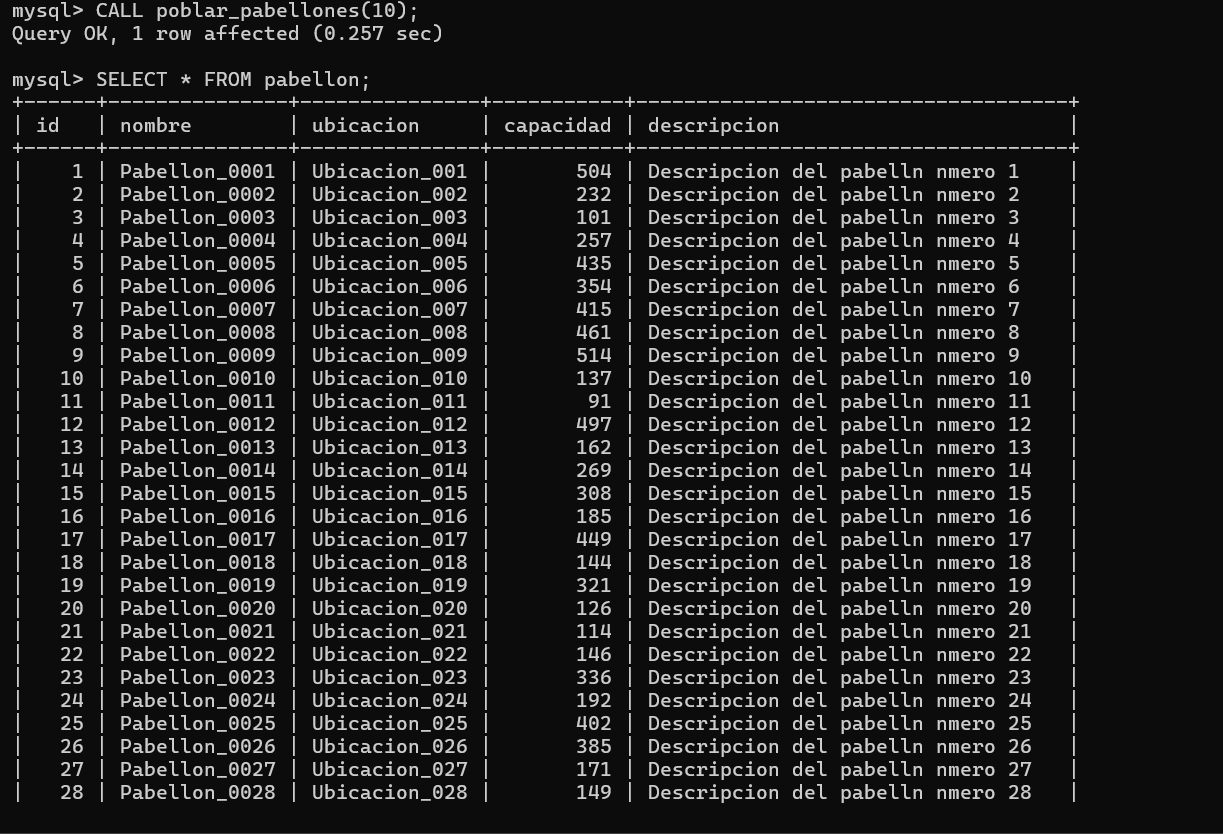 mysql> CALL poblar_pabellones(10);
Query OK, 1 row affected (0.257 sec)
mysql> SELECT * FROM pabellon;
+------+---------------+---------------+-----------+------------------------------------+
| id   | nombre        | ubicacion     | capacidad | descripcion                        |
+------+---------------+---------------+-----------+------------------------------------+
|    1 | Pabellon_0001 | Ubicacion_001 |       504 | Descripcion del pabelln nmero 1    |
|    2 | Pabellon_0002 | Ubicacion_002 |       232 | Descripcion del pabelln nmero 2    |
|    3 | Pabellon_0003 | Ubicacion_003 |       101 | Descripcion del pabelln nmero 3    |
|    4 | Pabellon_0004 | Ubicacion_004 |       257 | Descripcion del pabelln nmero 4    |
|    5 | Pabellon_0005 | Ubicacion_005 |       435 | Descripcion del pabelln nmero 5    |
|    6 | Pabellon_0006 | Ubicacion_006 |       354 | Descripcion del pabelln nmero 6    |
|    7 | Pabellon_0007 | Ubicacion_007 |       415 | Descripcion del pabelln nmero 7    |
|    8 | Pabellon_0008 | Ubicacion_008 |       461 | Descripcion del pabelln nmero 8    |
|    9 | Pabellon_0009 | Ubicacion_009 |       514 | Descripcion del pabelln nmero 9    |
|   10 | Pabellon_0010 | Ubicacion_010 |       137 | Descripcion del pabelln nmero 10   |
|   11 | Pabellon_0011 | Ubicacion_011 |        91 | Descripcion del pabelln nmero 11   |
|   12 | Pabellon_0012 | Ubicacion_012 |       497 | Descripcion del pabelln nmero 12   |
|   13 | Pabellon_0013 | Ubicacion_013 |       162 | Descripcion del pabelln nmero 13   |
|   14 | Pabellon_0014 | Ubicacion_014 |       269 | Descripcion del pabelln nmero 14   |
|   15 | Pabellon_0015 | Ubicacion_015 |       308 | Descripcion del pabelln nmero 15   |
|   16 | Pabellon_0016 | Ubicacion_016 |       185 | Descripcion del pabelln nmero 16   |
|   17 | Pabellon_0017 | Ubicacion_017 |       449 | Descripcion del pabelln nmero 17   |
|   18 | Pabellon_0018 | Ubicacion_018 |       144 | Descripcion del pabelln nmero 18   |
|   19 | Pabellon_0019 | Ubicacion_019 |       321 | Descripcion del pabelln nmero 19   |
|   20 | Pabellon_0020 | Ubicacion_020 |       126 | Descripcion del pabelln nmero 20   |
|   21 | Pabellon_0021 | Ubicacion_021 |       114 | Descripcion del pabelln nmero 21   |
|   22 | Pabellon_0022 | Ubicacion_022 |       146 | Descripcion del pabelln nmero 22   |
|   23 | Pabellon_0023 | Ubicacion_023 |       336 | Descripcion del pabelln nmero 23   |
|   24 | Pabellon_0024 | Ubicacion_024 |       192 | Descripcion del pabelln nmero 24   |
|   25 | Pabellon_0025 | Ubicacion_025 |       402 | Descripcion del pabelln nmero 25   |
|   26 | Pabellon_0026 | Ubicacion_026 |       385 | Descripcion del pabelln nmero 26   |
|   27 | Pabellon_0027 | Ubicacion_027 |       171 | Descripcion del pabelln nmero 27   |
|   28 | Pabellon_0028 | Ubicacion_028 |       149 | Descripcion del pabelln nmero 28   |